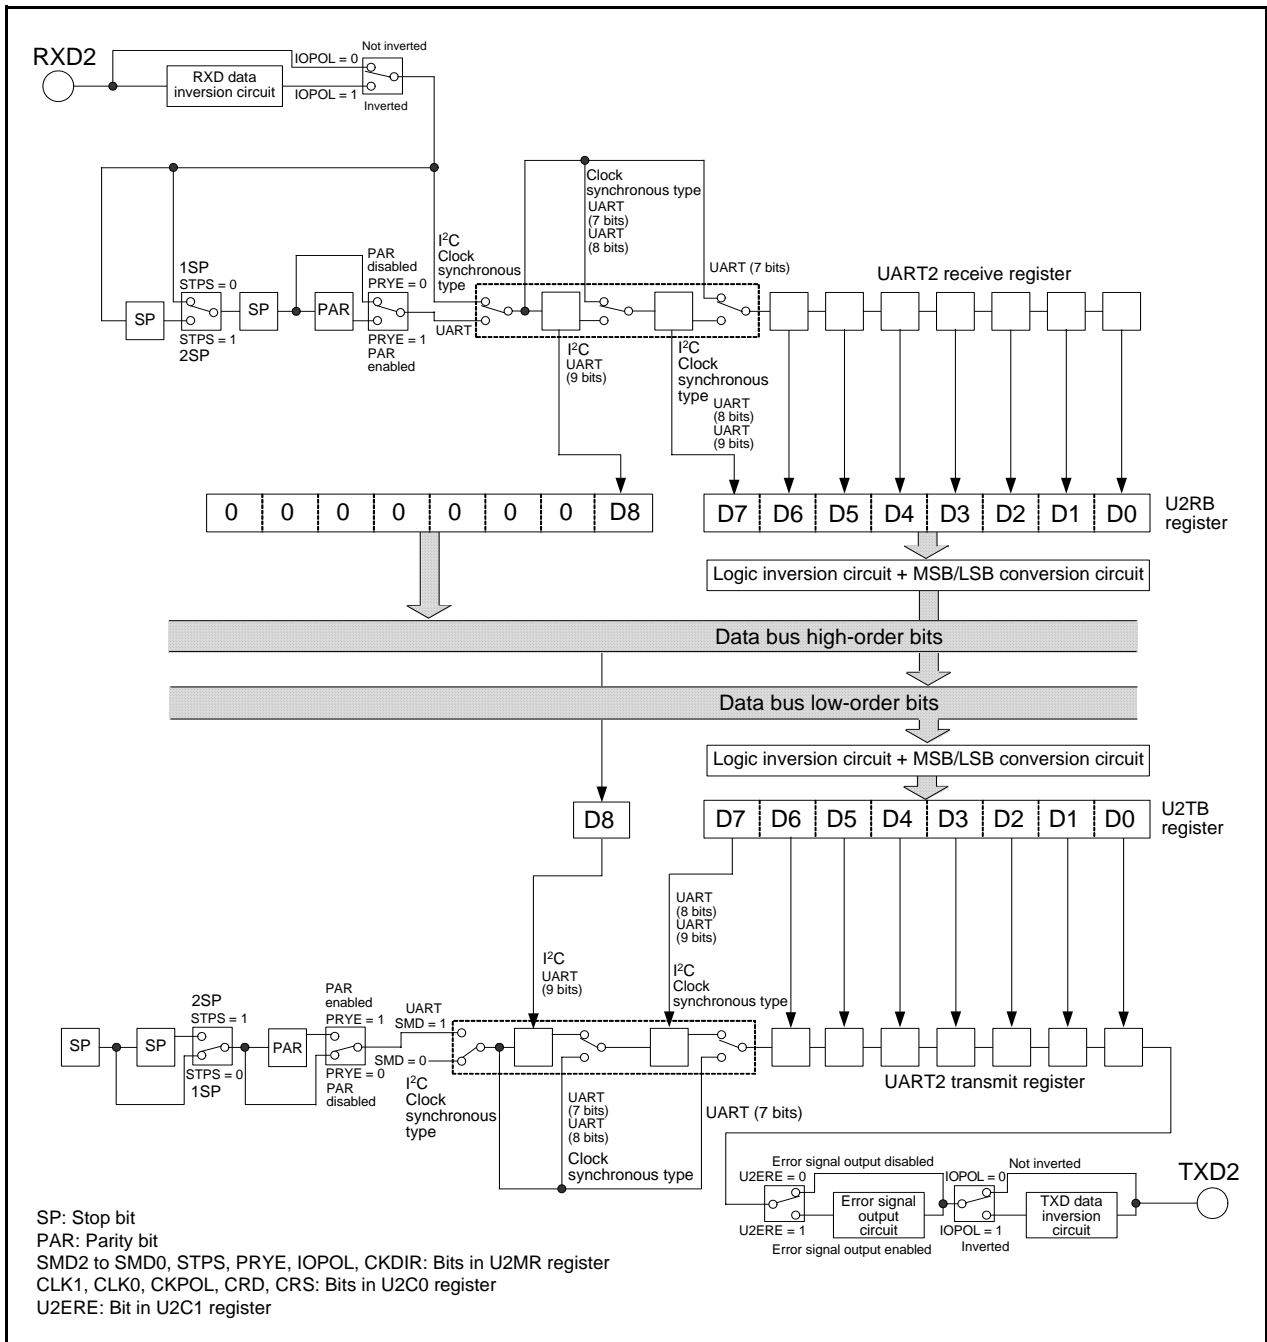 RXD2
IOPOL = 0
Not inverted
RXD data
inversion circuit
IOPOL = 1
Inverted
1SP
STPS = 0
SP
STPS = 1
2SP
SP
PAR
disabled
PRYE = 0
PAR
PRYE = 1
PAR
enabled
I²C
Clock
synchronous
type
UART
Clock
synchronous type
UART
(7 bits)
UART
(8 bits)
UART (7 bits)
UART2 receive register
I²C
UART
(9 bits)
I²C
Clock
synchronous
type
UART
(8 bits)
UART
(9 bits)
0 0 0 0 0 0 0 D8
D7 D6 D5 D4 D3 D2 D1 D0
U2RB
register
Logic inversion circuit + MSB/LSB conversion circuit
Data bus high-order bits
Data bus low-order bits
Logic inversion circuit + MSB/LSB conversion circuit
D8
D7 D6 D5 D4 D3 D2 D1 D0
U2TB
register
UART
(8 bits)
UART
(9 bits)
I²C
Clock
synchronous type
I²C
UART
(9 bits)
SP
SP
2SP
STPS = 1
STPS = 0
1SP
PAR
PAR
enabled
PRYE = 1
PRYE = 0
PAR
disabled
UART
SMD = 1
SMD = 0
I²C
Clock
synchronous
type
UART
(7 bits)
UART
(8 bits)
Clock
synchronous type
UART (7 bits)
UART2 transmit register
Error signal output disabled
U2ERE = 0
U2ERE = 1
Error signal output enabled
Error signal
output
circuit
IOPOL = 0
Not inverted
IOPOL = 1
Inverted
TXD data
inversion
circuit
TXD2
SP: Stop bit
PAR: Parity bit
SMD2 to SMD0, STPS, PRYE, IOPOL, CKDIR: Bits in U2MR register
CLK1, CLK0, CKPOL, CRD, CRS: Bits in U2C0 register
U2ERE: Bit in U2C1 register